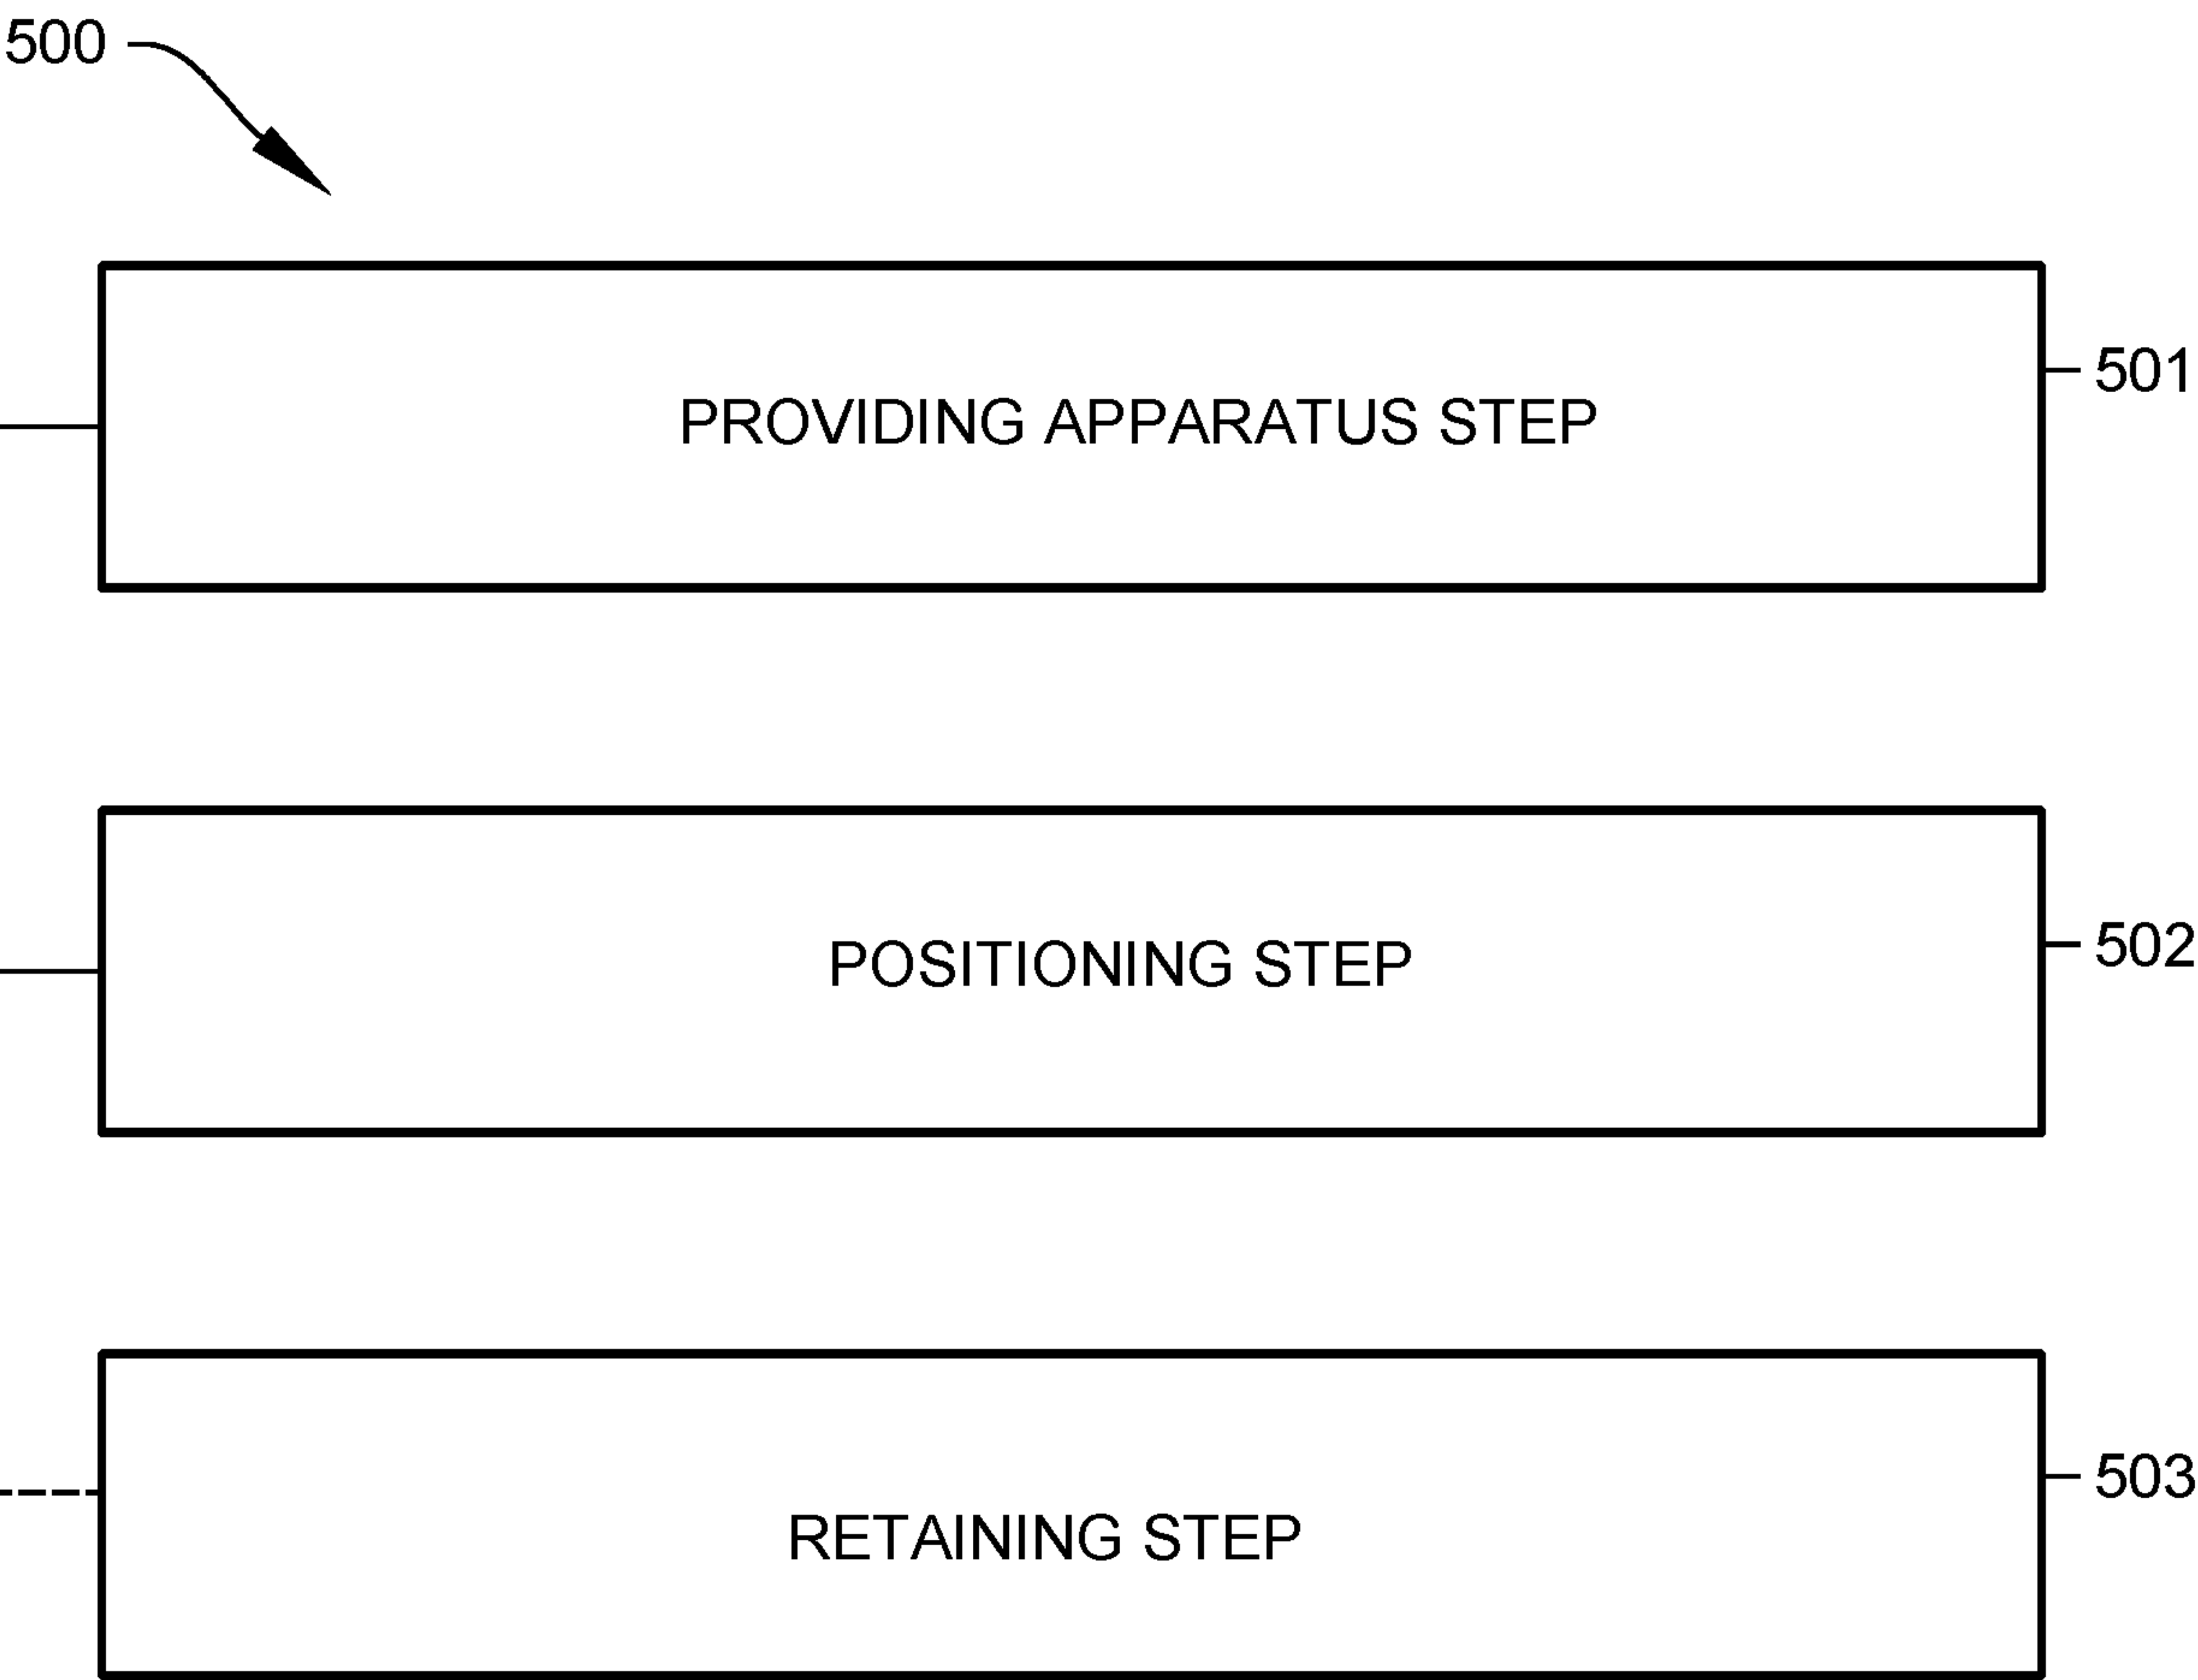 500
PROVIDING APPARATUS STEP
501
POSITIONING STEP
502
RETAINING STEP
503